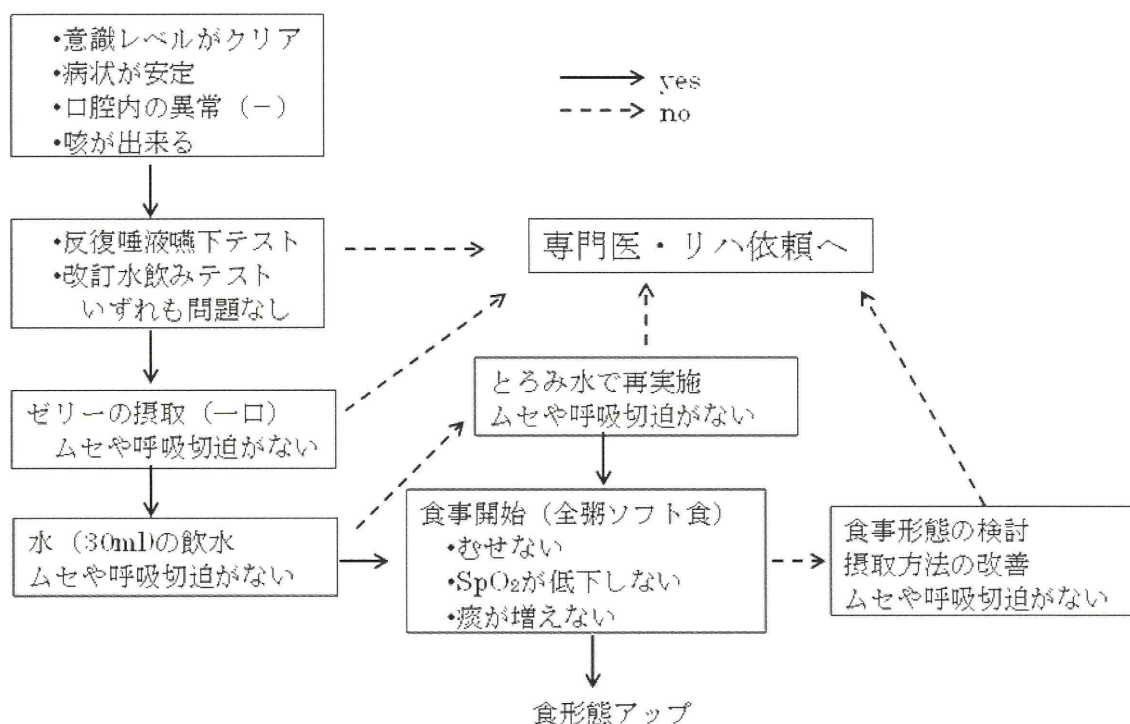 ・意識レベルがクリア
・病状が安定
・口腔内の異常（－）
・咳が出来る
yes
no
・反復唾液嚥下テスト
・改訂水飲みテスト
いずれも問題なし
専門医・リハ依頼へ
ゼリーの摂取（一口）
ムセや呼吸切迫がない
とろみ水で再実施
ムセや呼吸切迫がない
水（30ml)の飲水
ムセや呼吸切迫がない
食事開始（全粥ソフト食）
・むせない
・SpO₂が低下しない
・痰が増えない
食事形態の検討
摂取方法の改善
ムセや呼吸切迫がない
食形態アップ